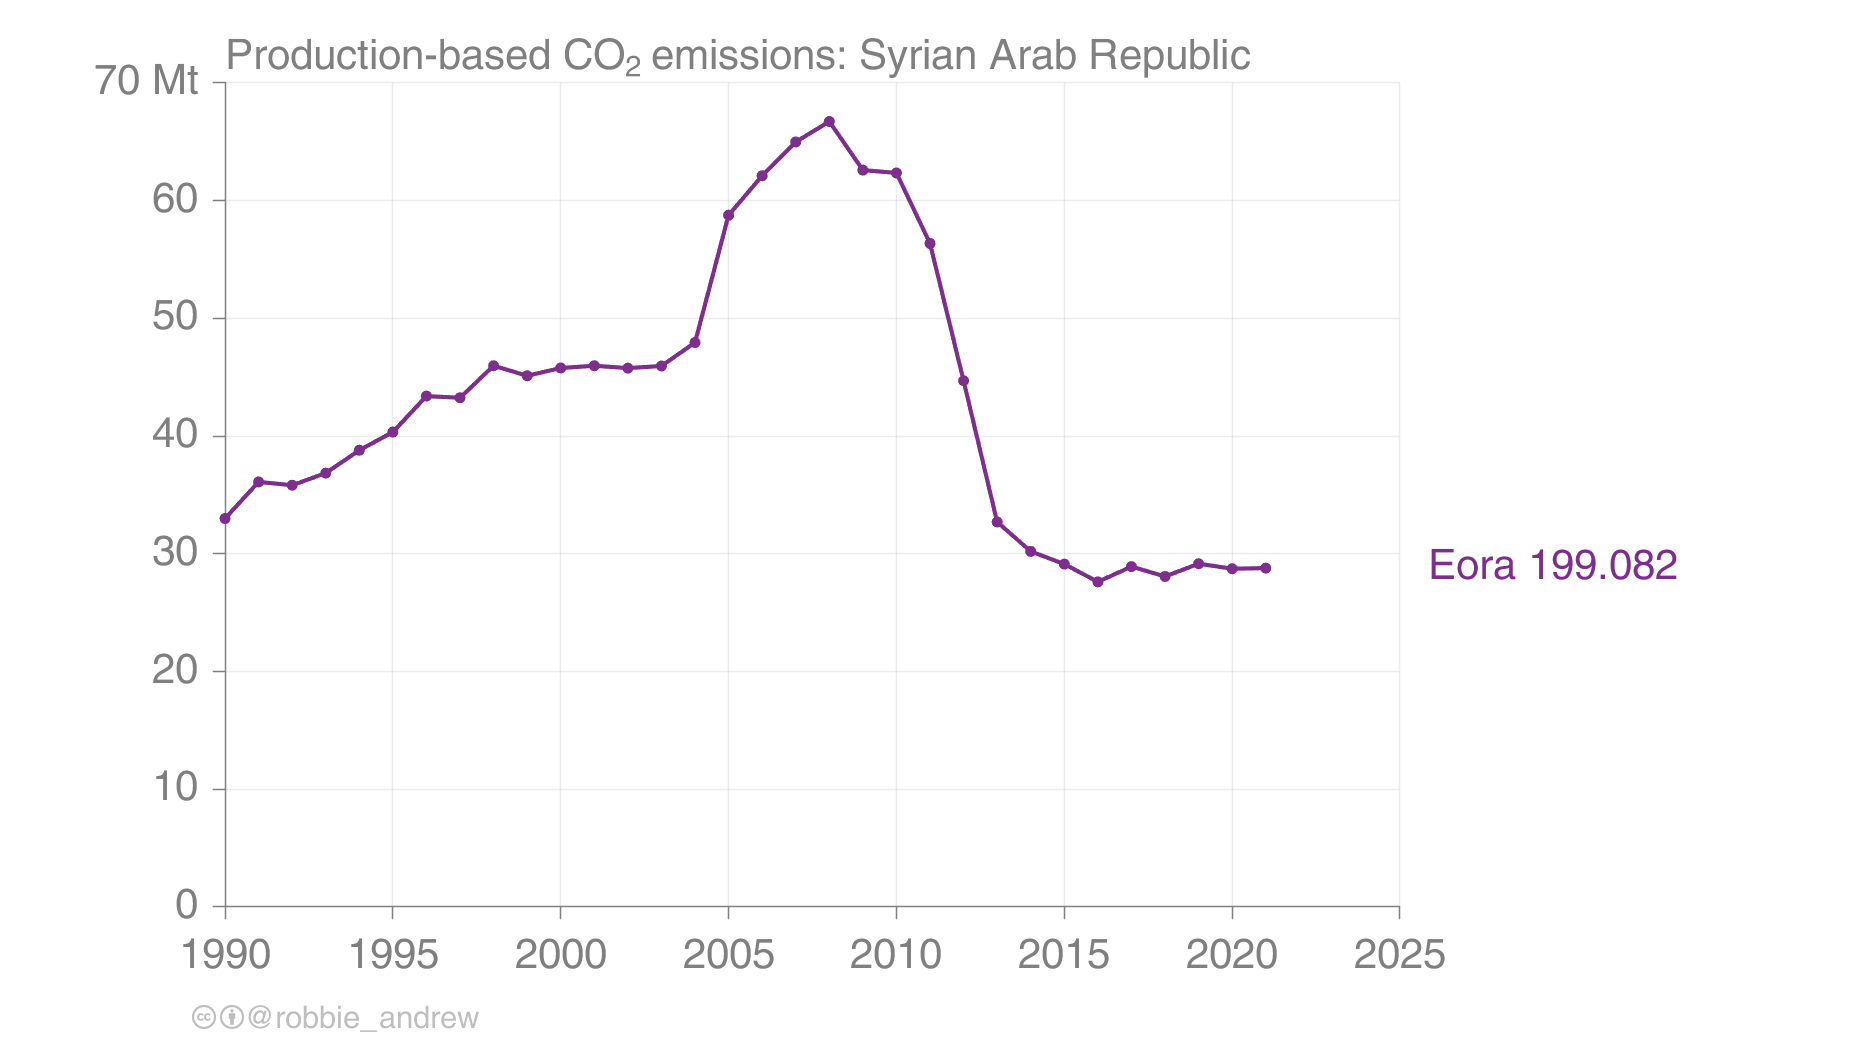 Production-based CO₂ emissions: Syrian Arab Republic
70 Mt
60
50
40
30
20
10
0
1990 1995 2000 2005 2010 2015 2020 2025
Eora 199.082
@robbie_andrew